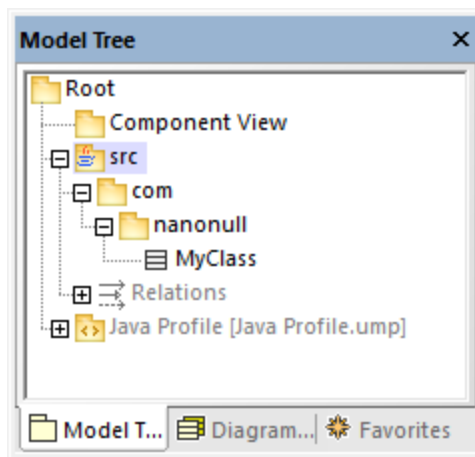 Model Tree
Root
Component View
src
com
nanonull
MyClass
Relations
Java Profile [Java Profile.ump]
Model T... Diagram... Favorites